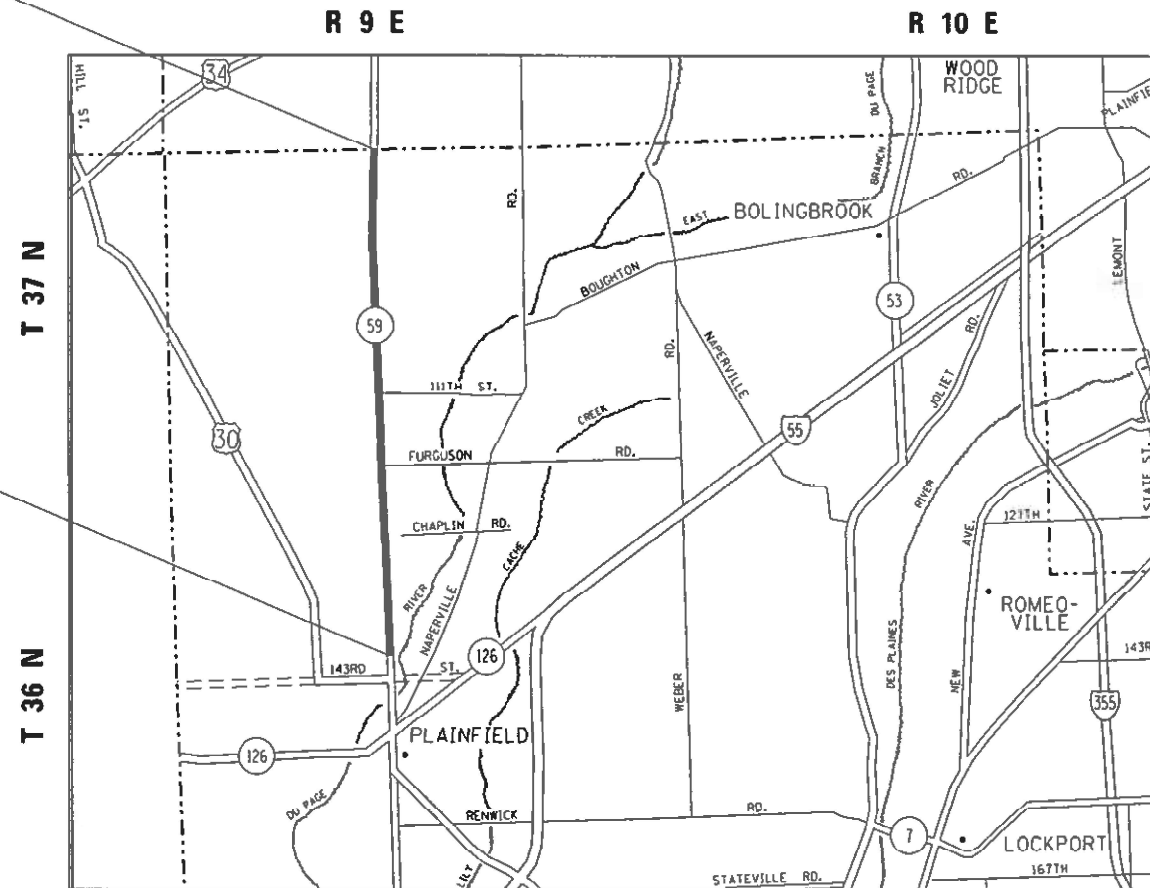 R 9 E
R 10 E
T 37 N
T 36 N
HILL ST.
34
WOOD
RIDGE
DU PAGE
BRANCH
RD.
RD.
EAST
BOLINGBROOK
BOUGHTON
LEMONT
53
59
RD.
RD.
NAPERVILLE
JOLIET
111TH ST.
CREEK
55
30
FURGUSON RD.
STATE ST.
RIVER
CHAPLIN RD.
127TH
AVE.
CACHE
RIVER
NAPERVILLE
ROMEO-
VILLE
126
143RD ST.
DES PLAINES
WEBER
NEW
355
PLAINFIELD
126
DU PAGE
RENWICK RD.
7
LOCKPORT
167TH
STATEVILLE RD.